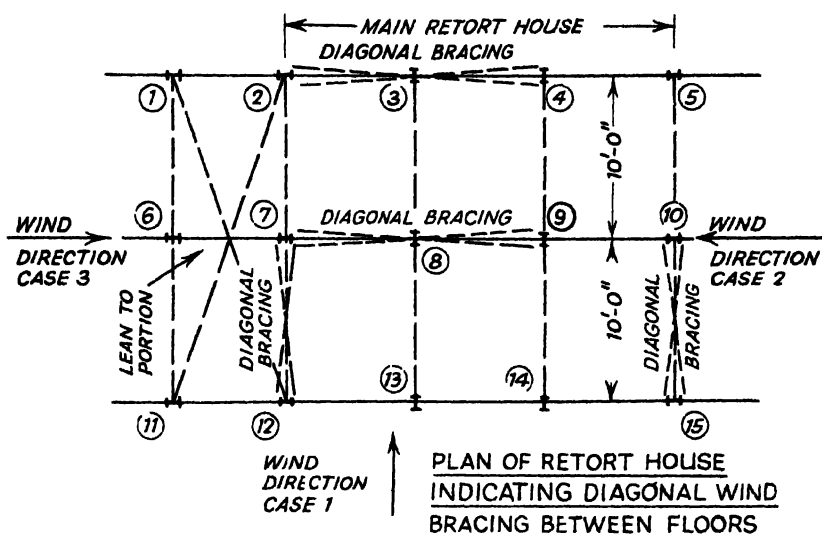 MAIN RETORT HOUSE
DIAGONAL BRACING
1
2
3
4
5
10'-0"
6
7
DIAGONAL BRACING
9
10
WIND
DIRECTION
CASE 3
WIND
DIRECTION
CASE 2
8
LEAN TO
PORTION
DIAGONAL
BRACING
10'-0"
DIAGONAL
BRACING
13
14
11
12
15
WIND
DIRECTION
CASE 1
PLAN OF RETORT HOUSE
INDICATING DIAGONAL WIND
BRACING BETWEEN FLOORS